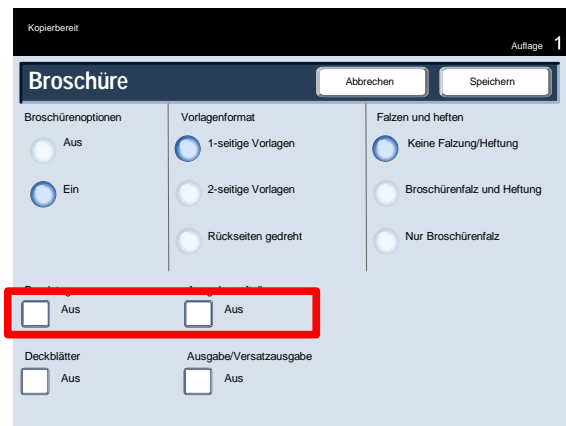 Kopierbereit
Auflage 1
Broschüre
Abbrechen
Speichern
Broschürenoptionen
Aus
Ein
Vorlagenformat
1-seitige Vorlagen
2-seitige Vorlagen
Rückseiten gedreht
Falzen und heften
Keine Falzung/Heftung
Broschürenfalz und Heftung
Nur Broschürenfalz
Aus
Aus
Deckblätter
Aus
Ausgabe/Versatzausgabe
Aus